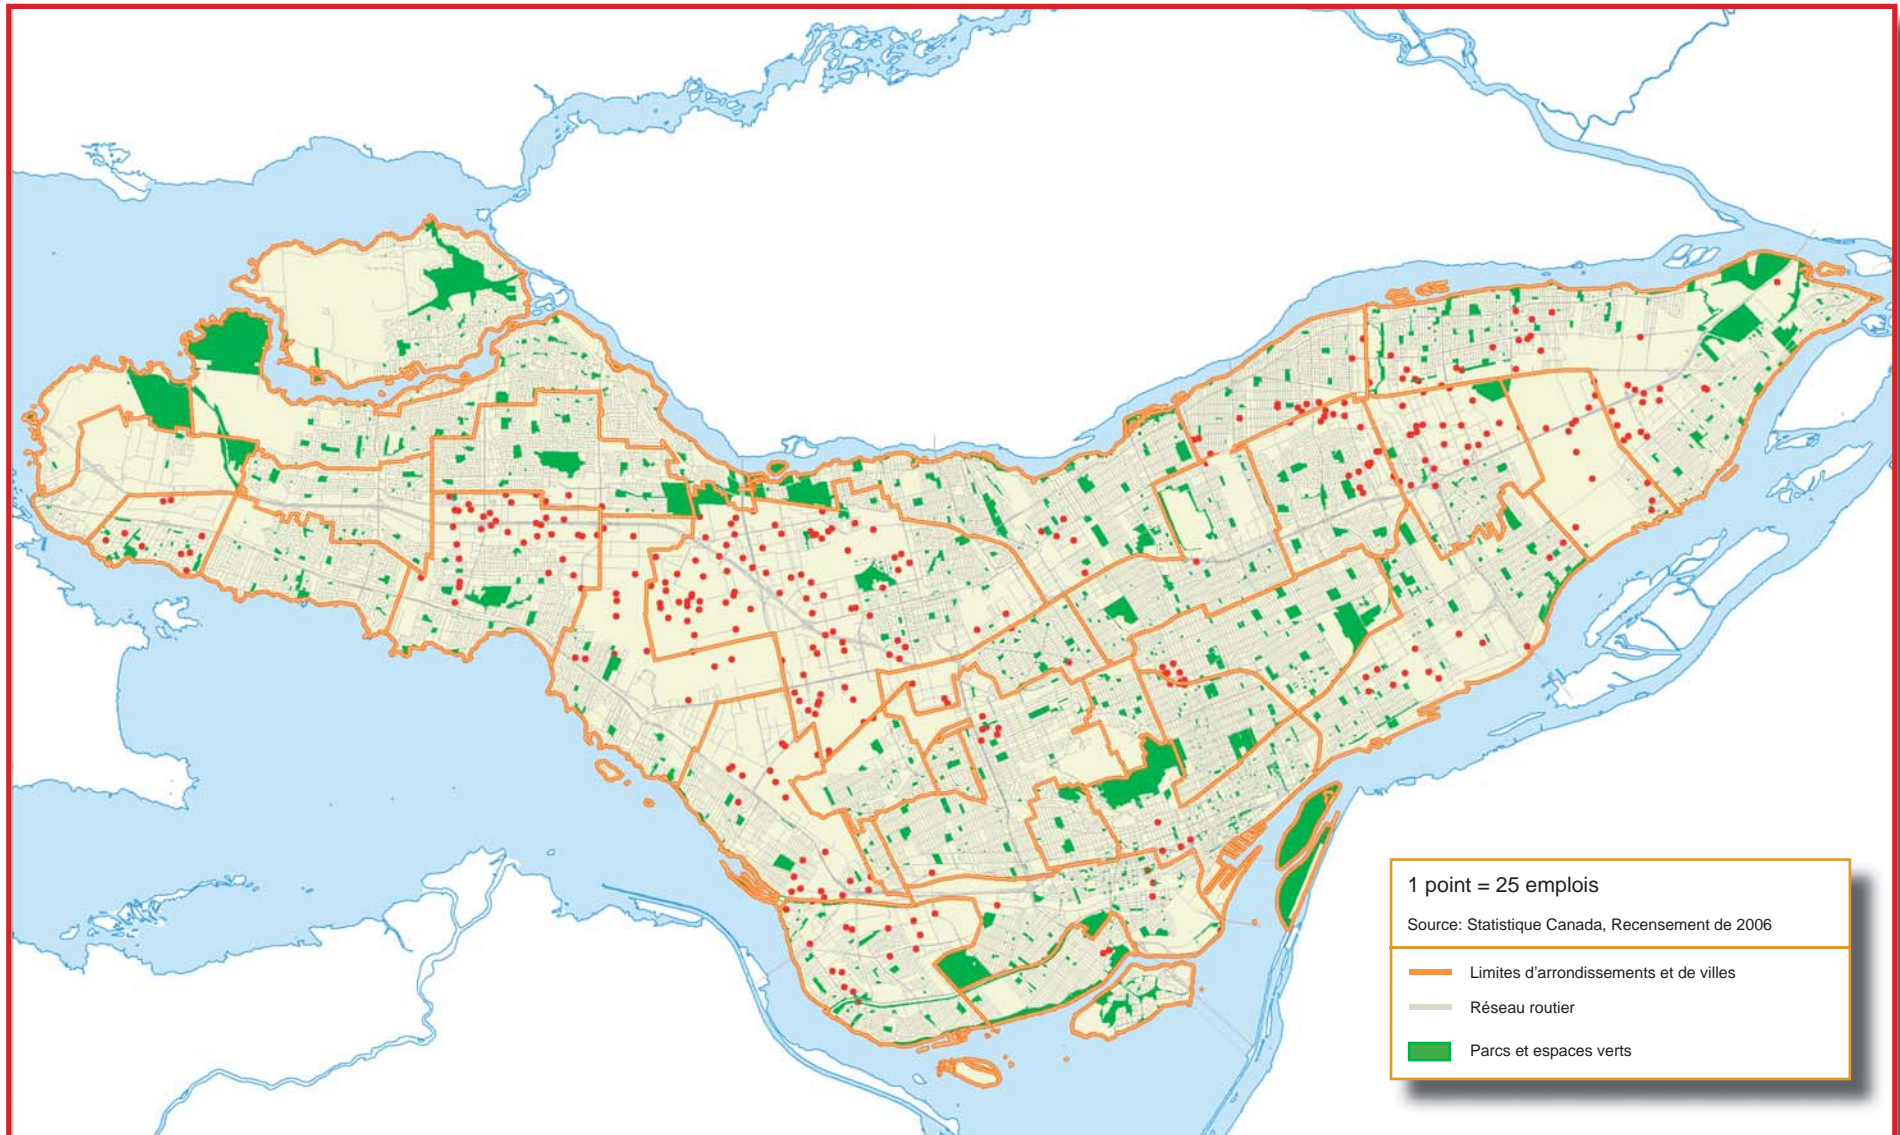 1 point = 25 emplois
Source: Statistique Canada, Recensement de 2006
Limites d'arrondissements et de villes
Réseau routier
Parcs et espaces verts